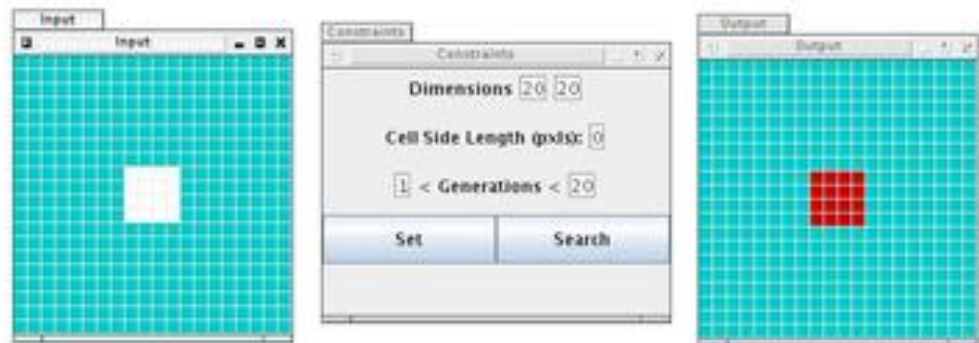 Input
Input
Constraints
Constraints
Dimensions 20 20
Cell Side Length (pxls): 0
1 < Generations < 20
Set Search
Output
Output